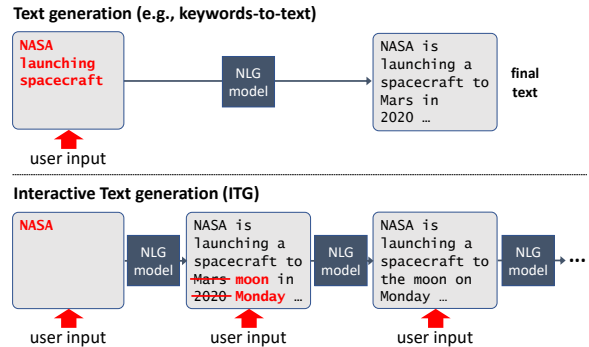 Text generation (e.g., keywords-to-text)
NASA
launching
spacecraft
NLG
model
NASA is
launching a
spacecraft to
Mars in
2020 …
final
text
user input
Interactive Text generation (ITG)
NASA
NLG
model
NASA is
launching a
spacecraft to
Mars moon in
2020 Monday …
NLG
model
NASA is
launching a
spacecraft to
the moon on
Monday …
NLG
model
...
user input
user input
user input